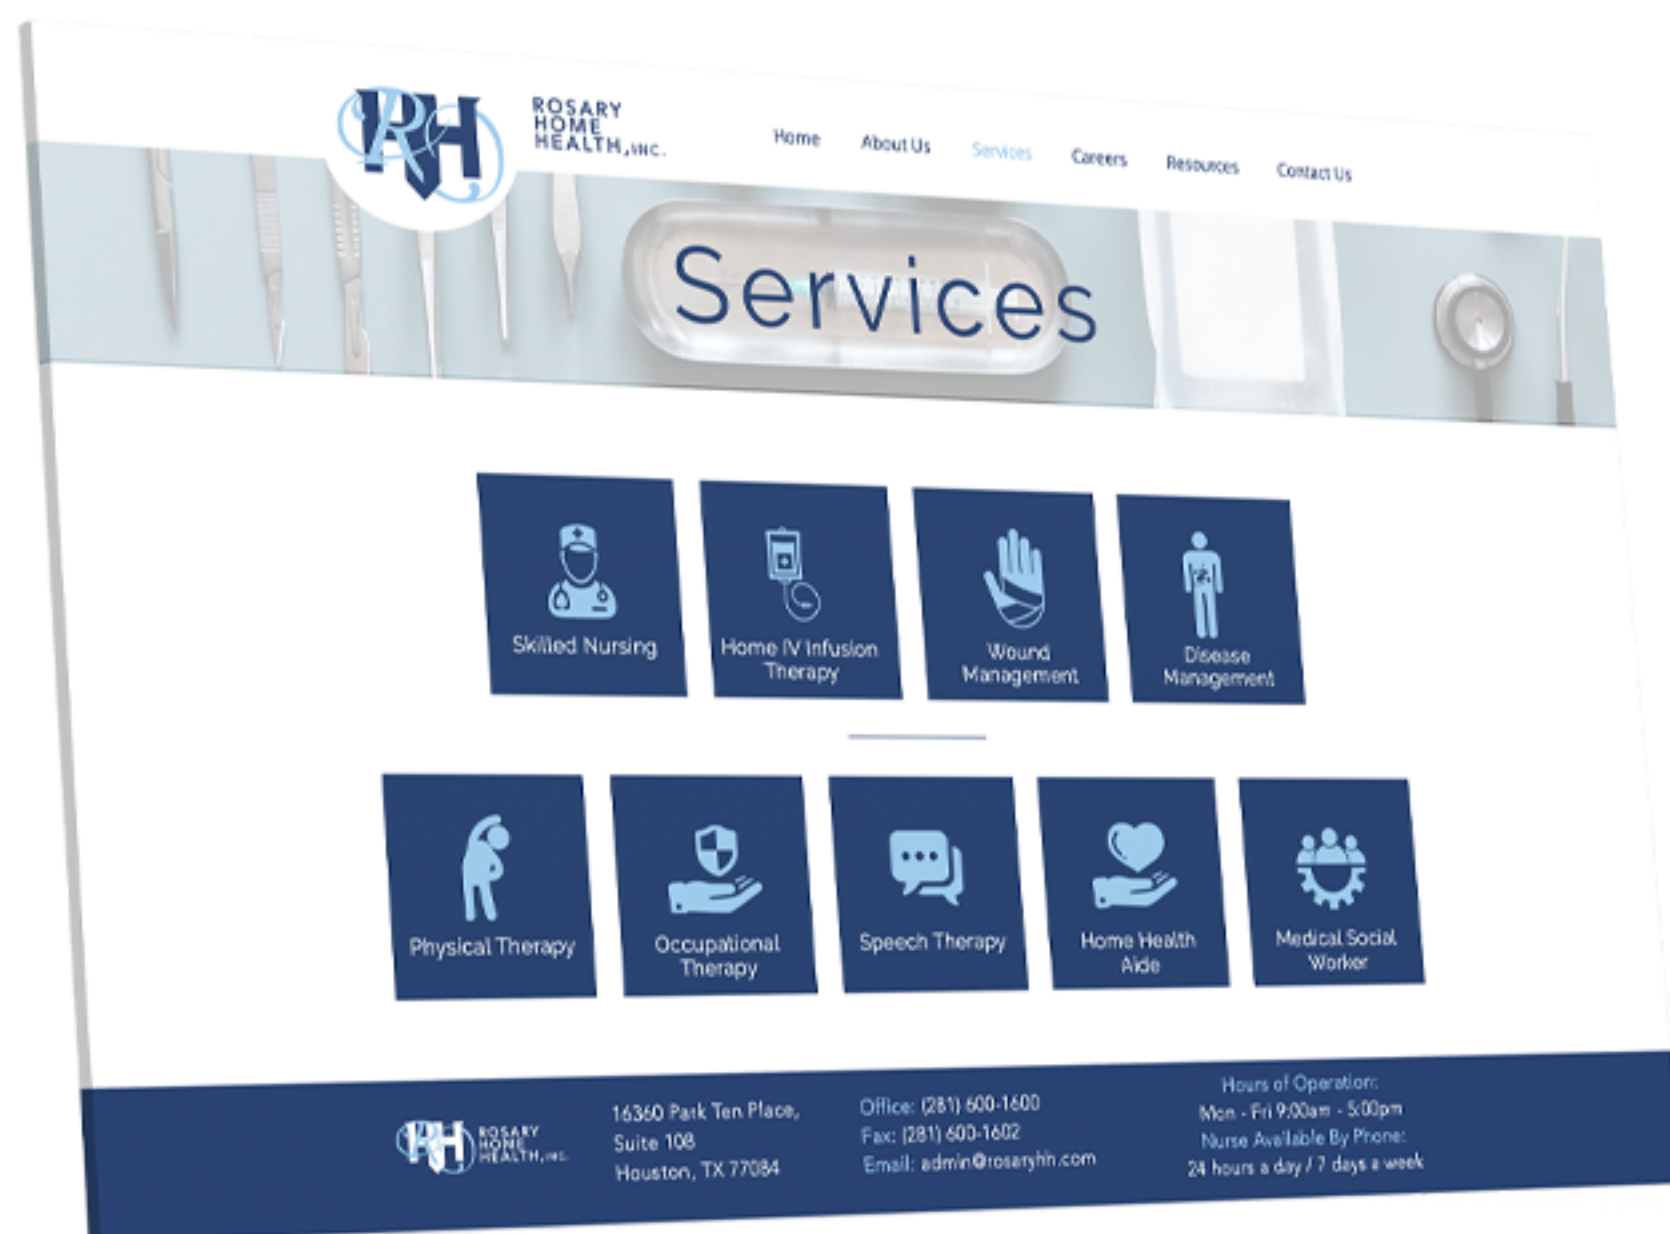 RH
ROSARY
HOME
HEALTH, INC.
Home About Us Services Careers Resources Contact Us
Services
Skilled Nursing
Home IV Infusion
Therapy
Wound
Management
Disease
Management
Physical Therapy
Occupational
Therapy
Speech Therapy
Home Health
Aide
Medical Social
Worker
RH
ROSARY
HOME
HEALTH, INC.
16360 Park Ten Place,
Suite 108
Houston, TX 77084
Office: (281) 600-1600
Fax: (281) 600-1602
Email: admin@rosaryhh.com
Hours of Operation:
Mon - Fri 9:00am - 5:00pm
Nurse Available By Phone:
24 hours a day / 7 days a week